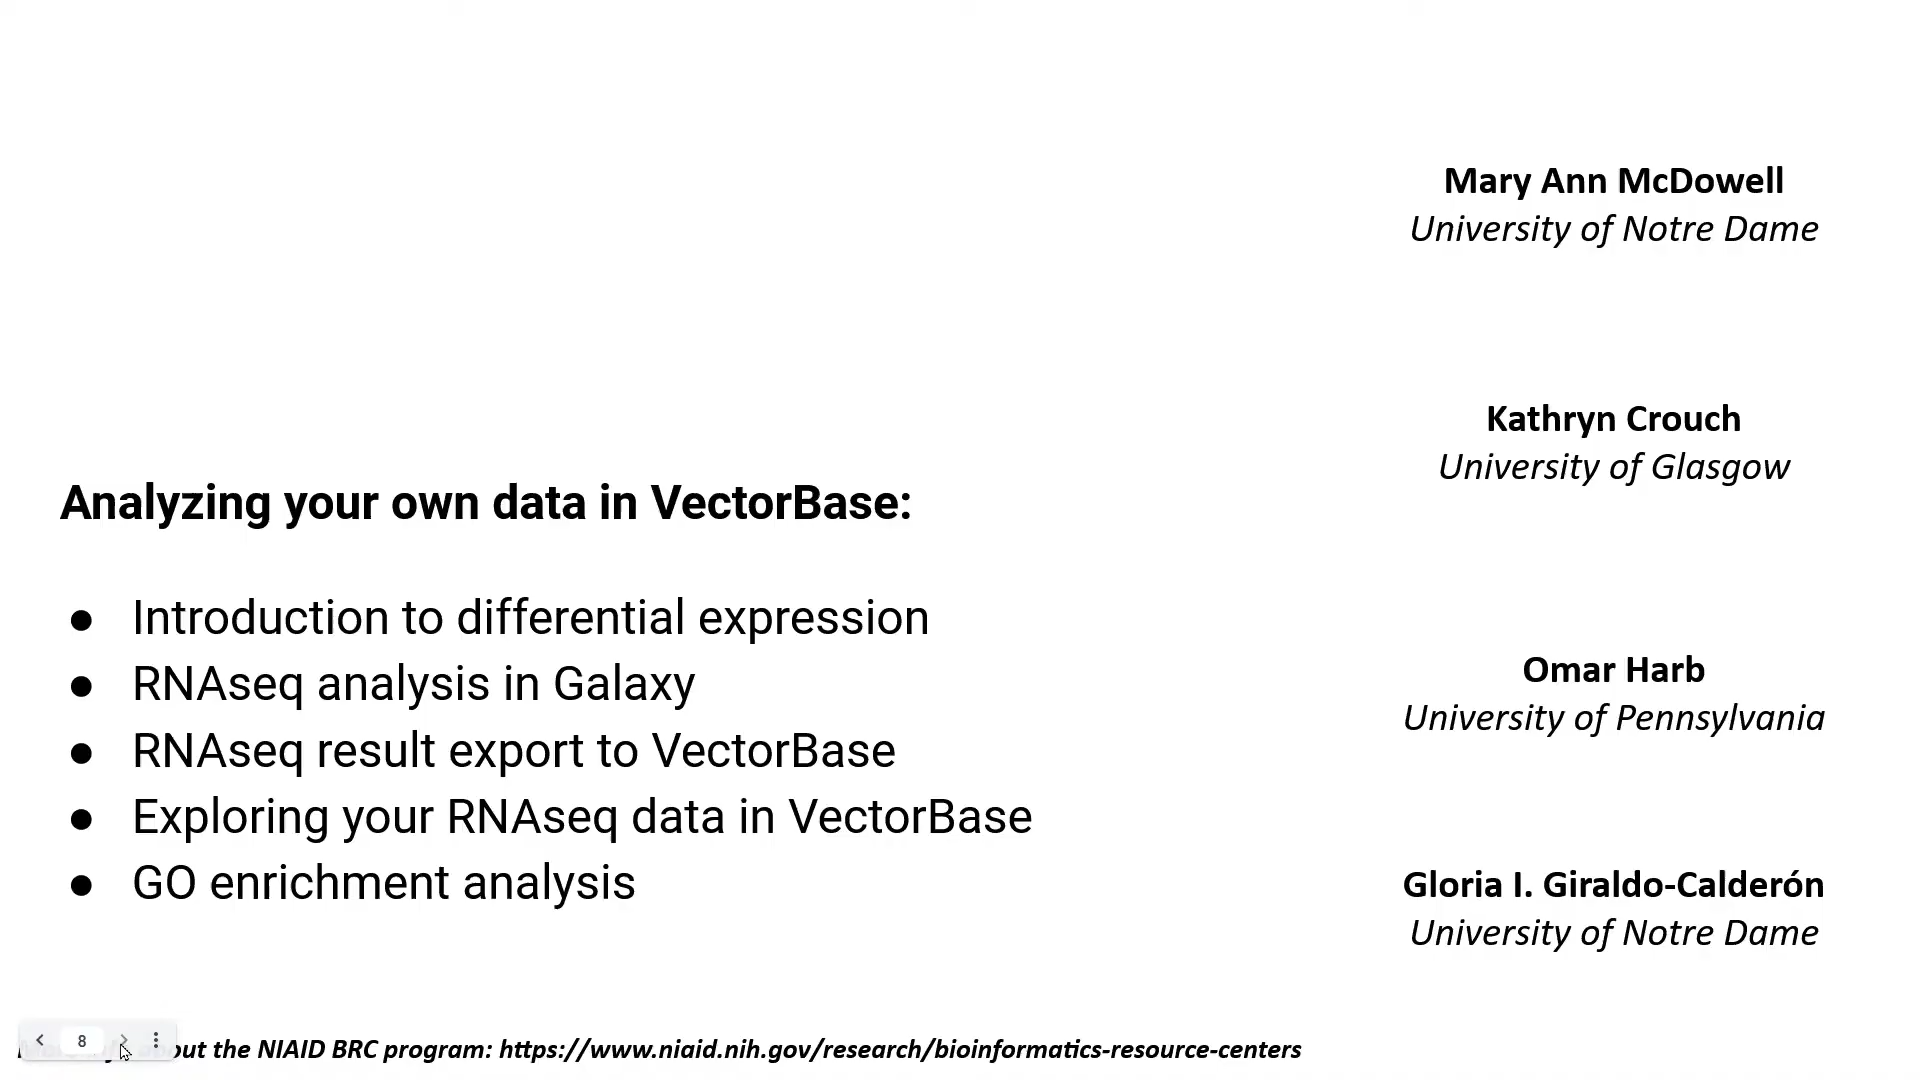 Mary Ann McDowell
University of Notre Dame
Kathryn Crouch
University of Glasgow
Analyzing your own data in VectorBase:
● Introduction to differential expression
● RNAseq analysis in Galaxy
● RNAseq result export to VectorBase
● Exploring your RNAseq data in VectorBase
● GO enrichment analysis
Omar Harb
University of Pennsylvania
Gloria I. Giraldo-Calderón
University of Notre Dame
8
about the NIAID BRC program: https://www.niaid.nih.gov/research/bioinformatics-resource-centers